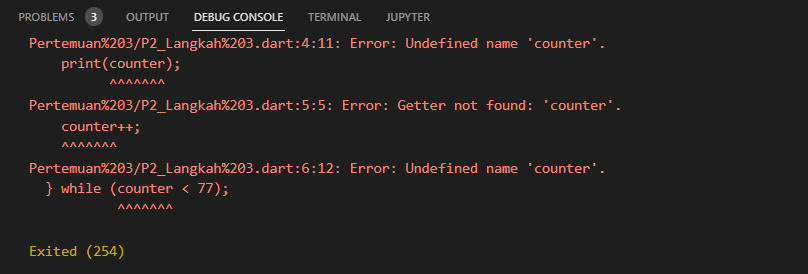 PROBLEMS 3 OUTPUT DEBUG CONSOLE TERMINAL JUPYTER
Pertemuan%203/P2_Langkah%203.dart:4:11: Error: Undefined name 'counter'.
    print(counter);
          ^^^^^^^
Pertemuan%203/P2_Langkah%203.dart:5:5: Error: Getter not found: 'counter'.
    counter++;
    ^^^^^^^
Pertemuan%203/P2_Langkah%203.dart:6:12: Error: Undefined name 'counter'.
  } while (counter < 77);
           ^^^^^^^
Exited (254)